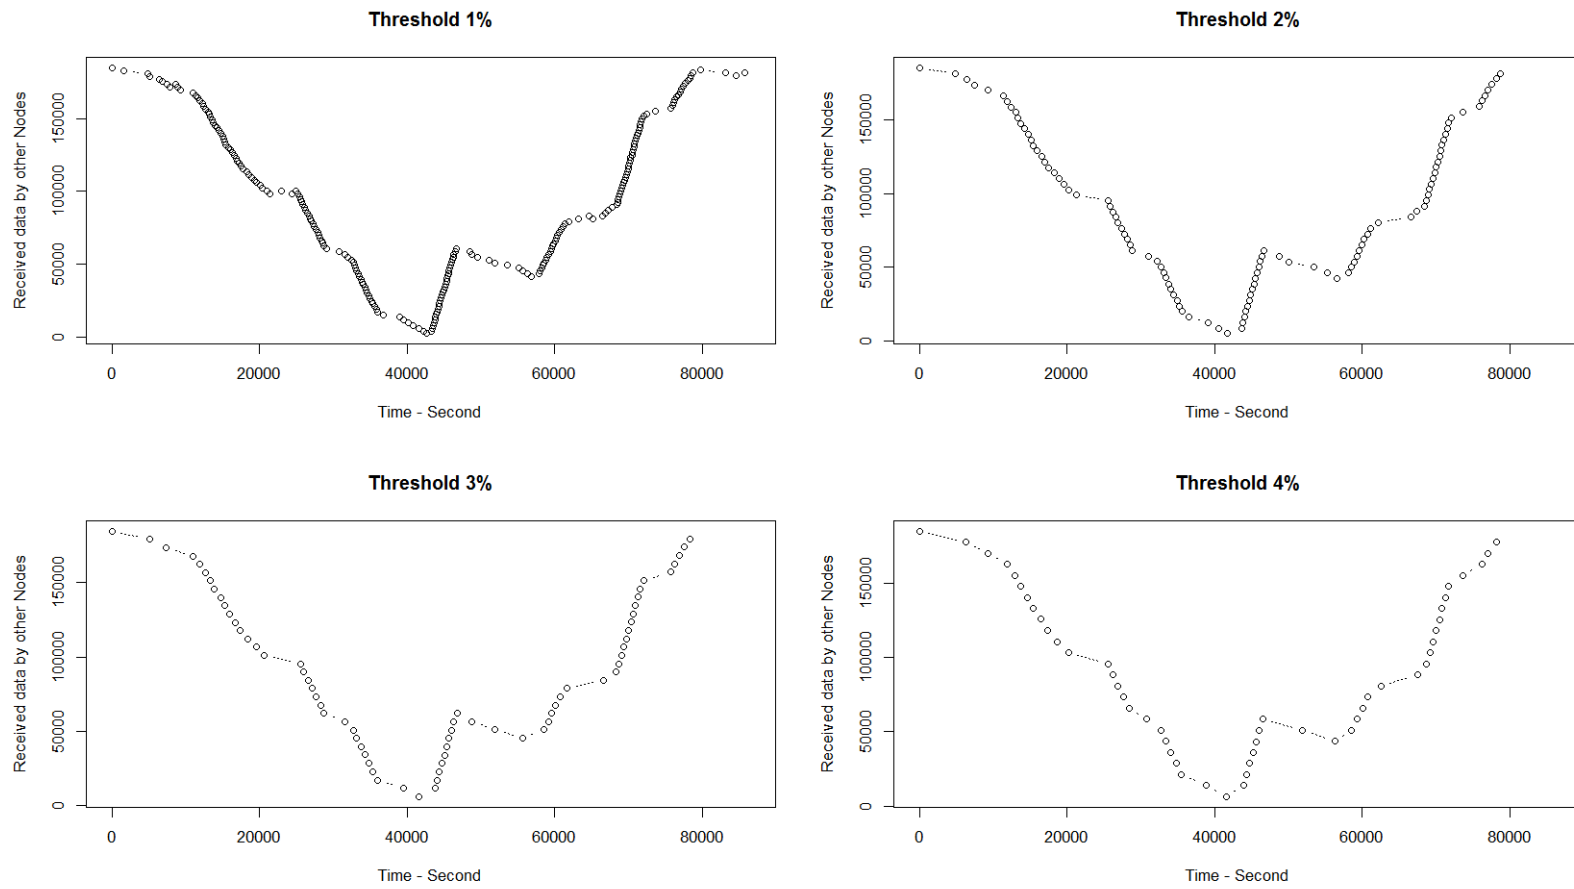 Threshold 1%
Received data by other Nodes
0 50000 100000 150000
0 20000 40000 60000 80000
Time - Second
Threshold 2%
Received data by other Nodes
0 50000 100000 150000
0 20000 40000 60000 80000
Time - Second
Threshold 3%
Received data by other Nodes
0 50000 100000 150000
0 20000 40000 60000 80000
Time - Second
Threshold 4%
Received data by other Nodes
0 50000 100000 150000
0 20000 40000 60000 80000
Time - Second